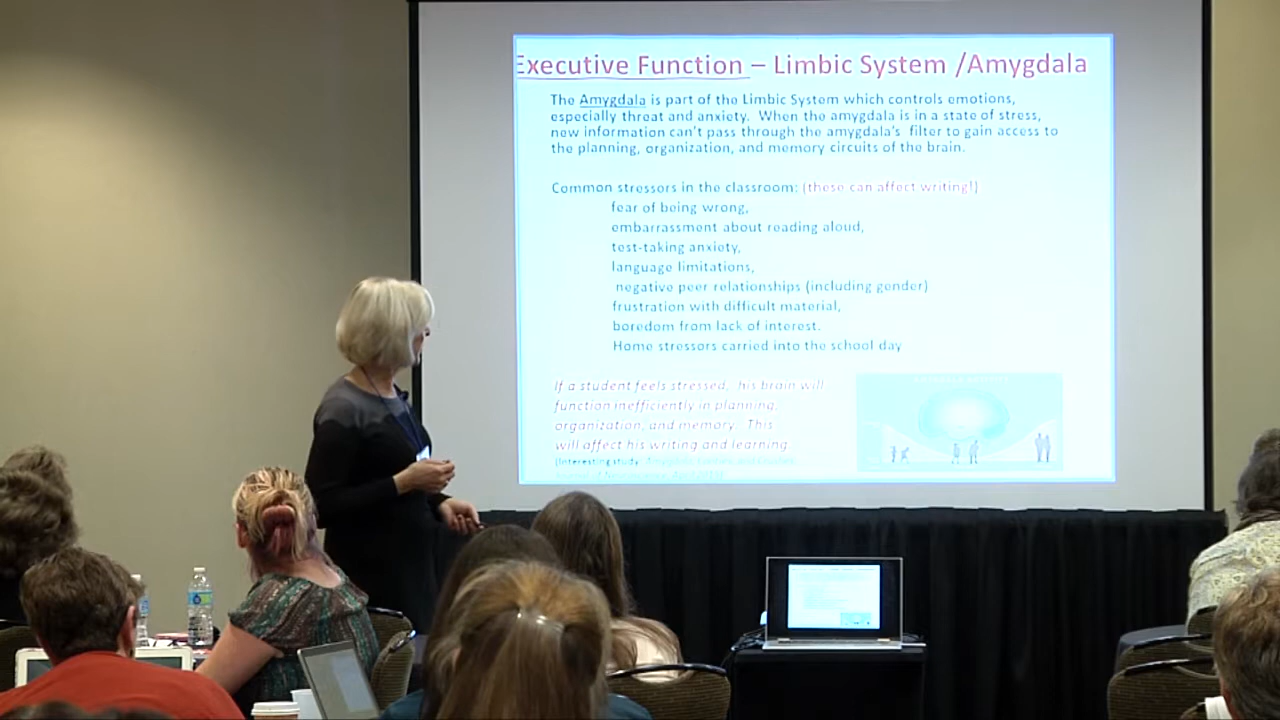 Executive Function – Limbic System /Amygdala
The Amygdala is part of the Limbic System which controls emotions,
especially threat and anxiety. When the amygdala is in a state of stress,
new information can't pass through the amygdala's filter to gain access to
the planning, organization, and memory circuits of the brain.
Common stressors in the classroom: (these can affect writing!)
fear of being wrong,
embarrassment about reading aloud,
test-taking anxiety,
language limitations,
negative peer relationships (including gender)
frustration with difficult material,
boredom from lack of interest.
Home stressors carried into the school day
If a student feels stressed, his brain will
function inefficiently in planning,
organization, and memory. This
will affect his writing and learning.
(Interesting study: